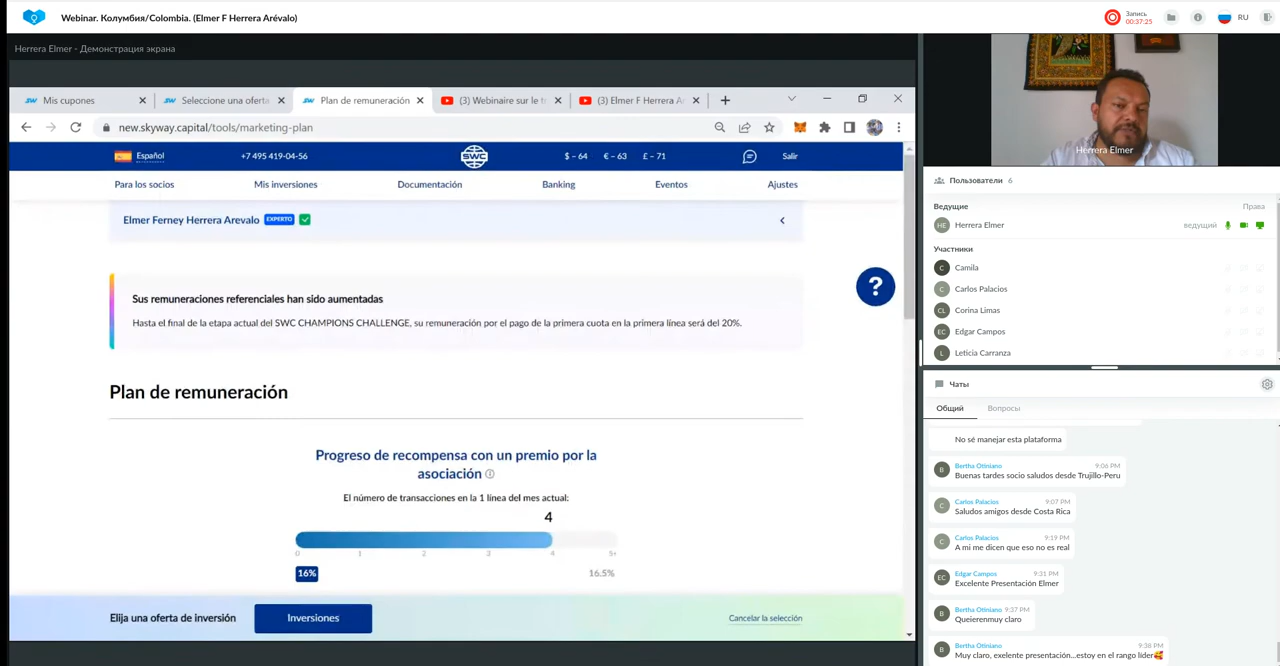 Webinar. Колумбия/Colombia. (Elmer F Herrera Arévalo)
Запись
00:37:25
RU
Herrera Elmer - Демонстрация экрана
Mis cupones
Seleccione una oferta
Plan de remuneración
(3) Webinaire sur le t
(3) Elmer F Herrera A
new.skyway.capital/tools/marketing-plan
Español
+7 495 419-04-56
SWC
$ – 64
€ – 63
£ – 71
Salir
Para los socios
Mis inversiones
Documentación
Banking
Eventos
Ajustes
Elmer Ferney Herrera Arevalo EXPERTO
Sus remuneraciones referenciales han sido aumentadas
Hasta el final de la etapa actual del SWC CHAMPIONS CHALLENGE, su remuneración por el pago de la primera cuota en la primera línea será del 20%.
?
Plan de remuneración
Progreso de recompensa con un premio por la
asociación
El número de transacciones en la 1 línea del mes actual:
4
0 1 2 3 4 5+
16% 16.5%
Elija una oferta de inversión
Inversiones
Cancelar la selección
Herrera Elmer
Пользователи 6
Ведущие
Права
HE Herrera Elmer
ведущий
Участники
C Camila
C Carlos Palacios
CL Corina Limas
EC Edgar Campos
L Leticia Carranza
Чаты
Общий
Вопросы
No sé manejar esta plataforma
B Bertha Otiniano 9:06 PM
Buenas tardes socio saludos desde Trujillo-Peru
C Carlos Palacios 9:07 PM
Saludos amigos desde Costa Rica
C Carlos Palacios 9:19 PM
A mi me dicen que eso no es real
EC Edgar Campos 9:31 PM
Excelente Presentación Elmer
B Bertha Otiniano 9:37 PM
Queierenmuy claro
B Bertha Otiniano 9:38 PM
Muy claro, exelente presentación...estoy en el rango líder🥰